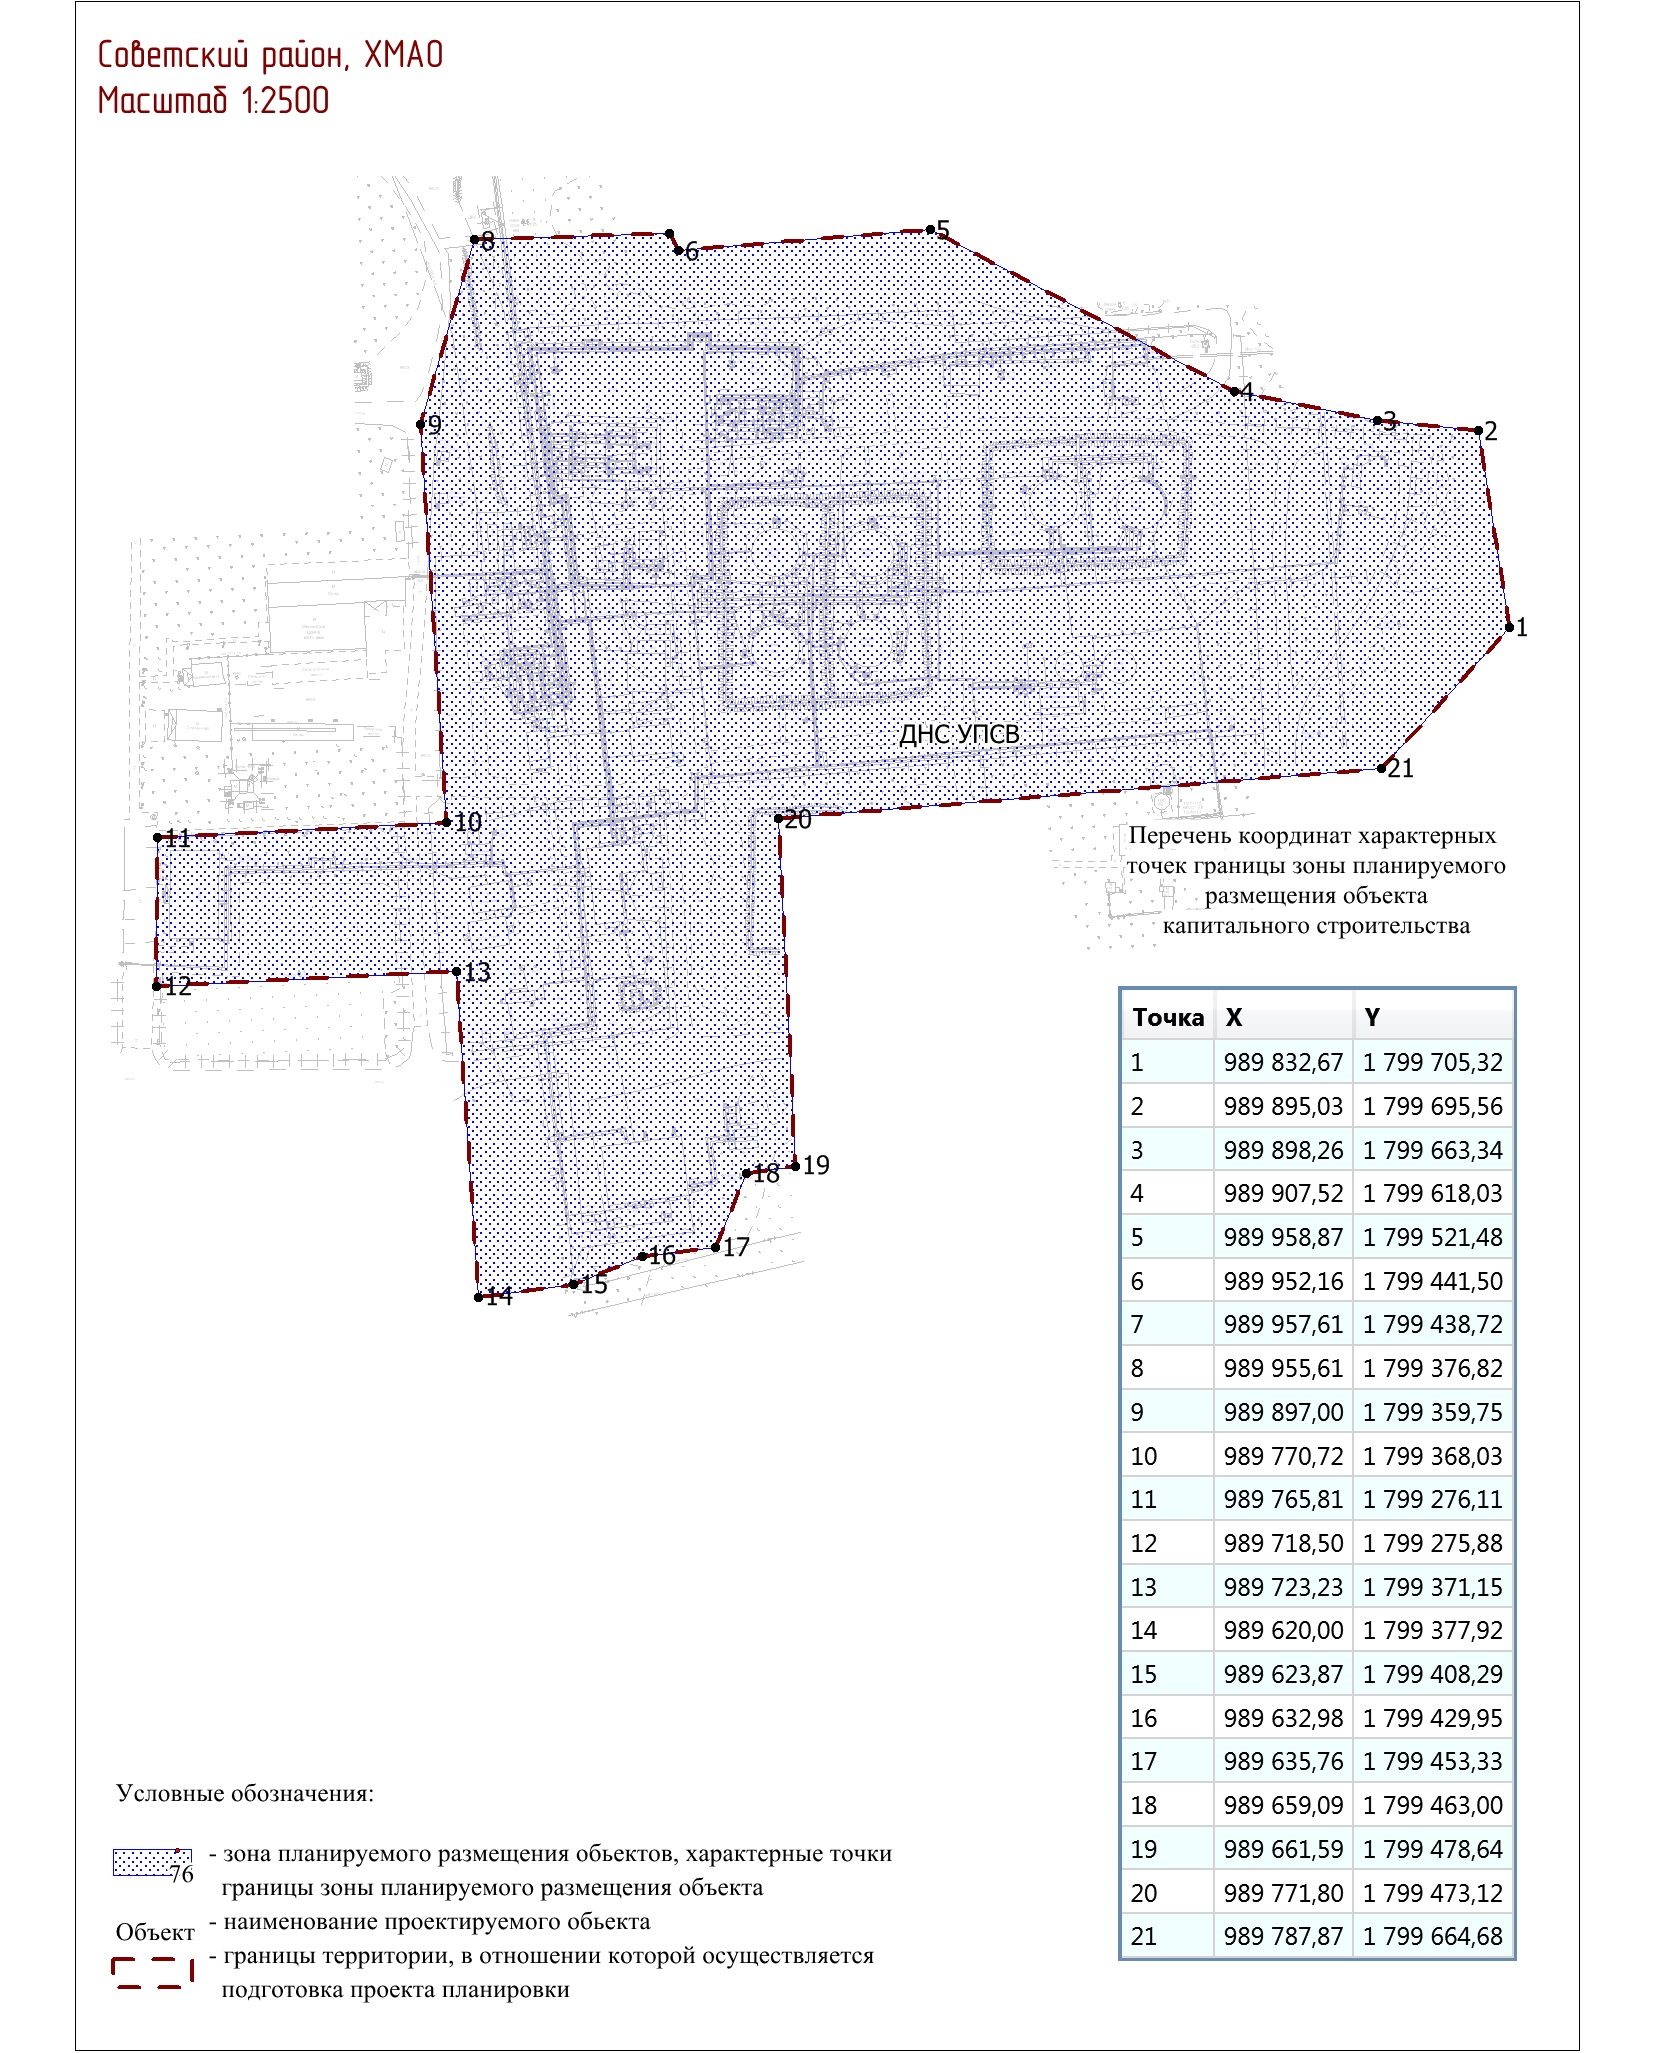 Советский район, ХМАО
Масштаб 1:2500
5
8
6
4
3
2
9
1
ДНС УПСВ
21
20
10
11
Перечень координат характерных
точек границы зоны планируемого
размещения объекта
капитального строительства
13
12
19
18
17
16
15
14
Точка X Y
1 989 832,67 1 799 705,32
2 989 895,03 1 799 695,56
3 989 898,26 1 799 663,34
4 989 907,52 1 799 618,03
5 989 958,87 1 799 521,48
6 989 952,16 1 799 441,50
7 989 957,61 1 799 438,72
8 989 955,61 1 799 376,82
9 989 897,00 1 799 359,75
10 989 770,72 1 799 368,03
11 989 765,81 1 799 276,11
12 989 718,50 1 799 275,88
13 989 723,23 1 799 371,15
14 989 620,00 1 799 377,92
15 989 623,87 1 799 408,29
16 989 632,98 1 799 429,95
17 989 635,76 1 799 453,33
18 989 659,09 1 799 463,00
19 989 661,59 1 799 478,64
20 989 771,80 1 799 473,12
21 989 787,87 1 799 664,68
Условные обозначения:
76
- зона планируемого размещения обьектов, характерные точки
границы зоны планируемого размещения объекта
Объект - наименование проектируемого обьекта
- границы территории, в отношении которой осуществляется
подготовка проекта планировки